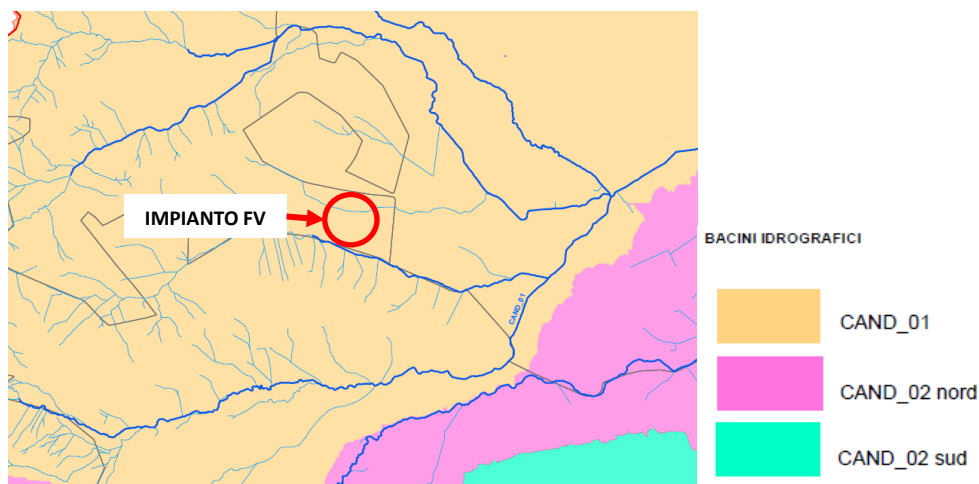 IMPIANTO FV
CAND_01
BACINI IDROGRAFICI
CAND_01
CAND_02 nord
CAND_02 sud